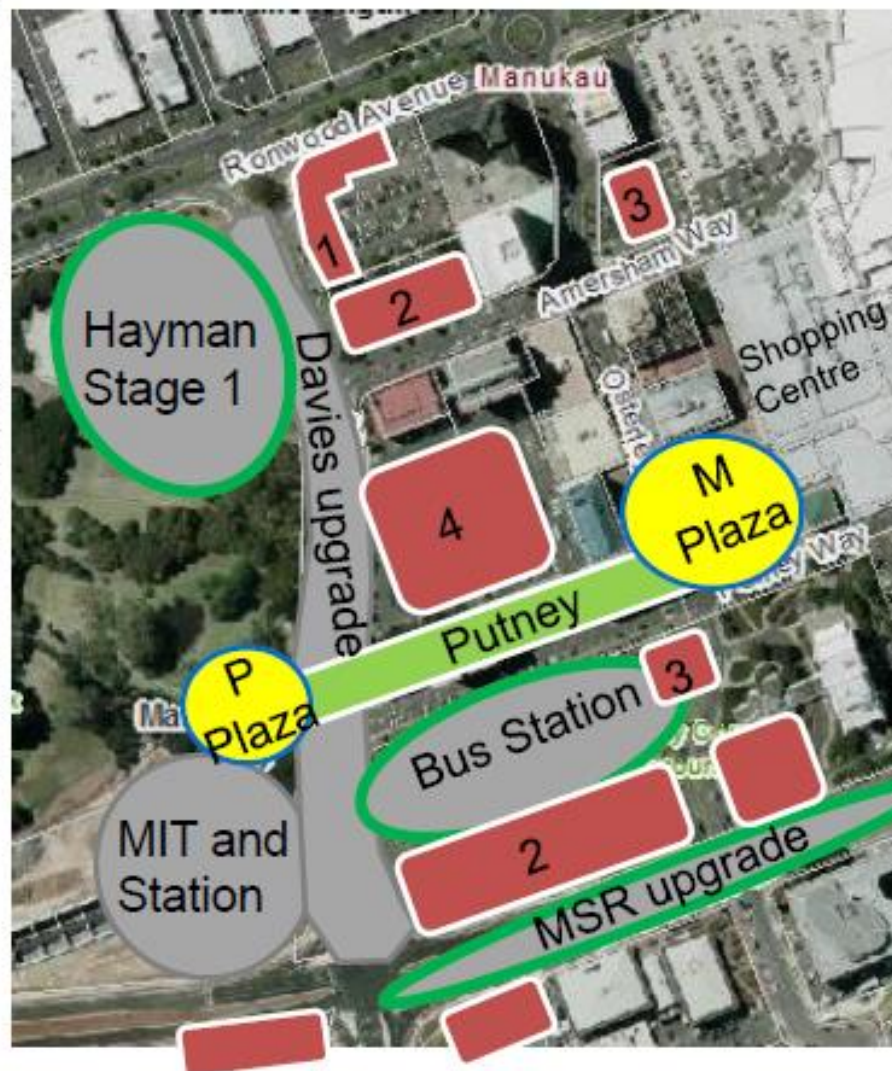 Ronwood Avenue
Manukau
1
3
2
Amersham Way
Hayman
Stage 1
Davies upgrade
Shopping
Centre
4
M
Plaza
Putney
P
Plaza
3
Bus Station
MIT and
Station
2
MSR upgrade